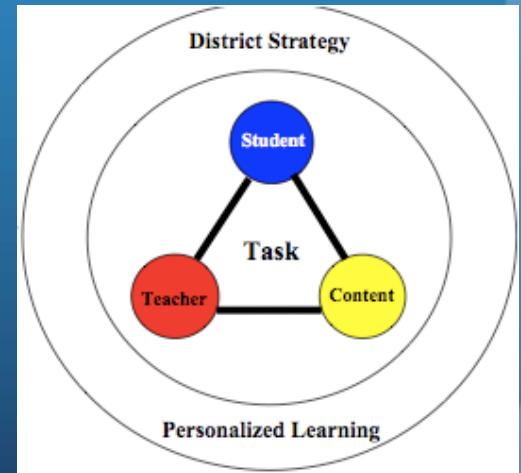 District Strategy
Student
Task
Teacher
Content
Personalized Learning